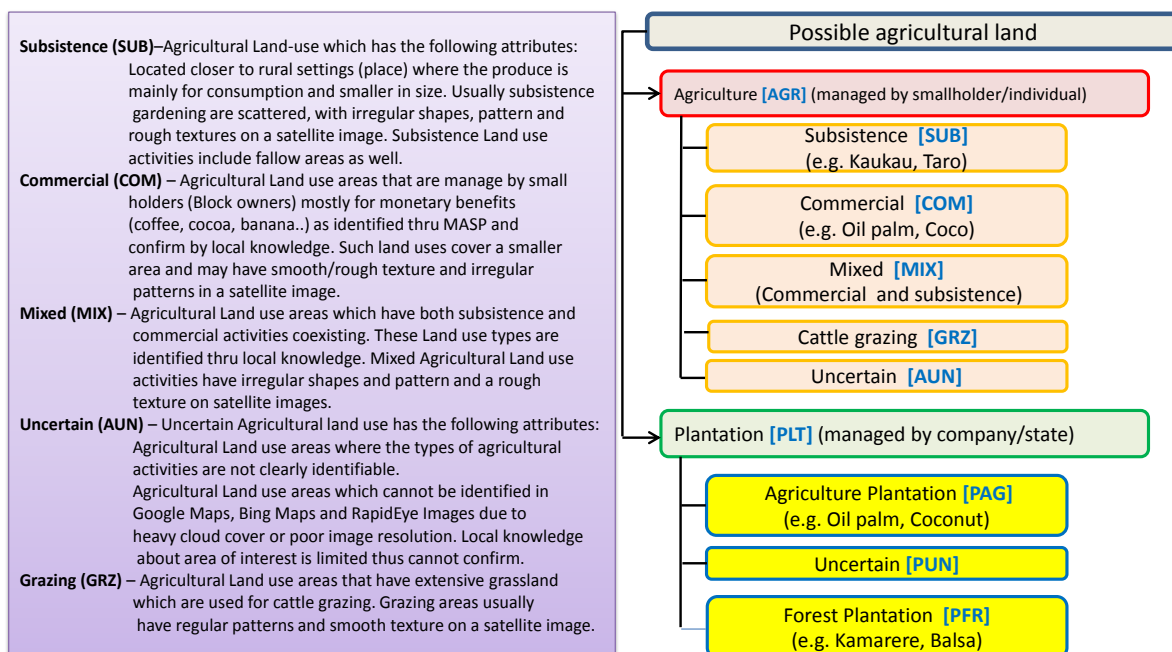 Subsistence (SUB)–Agricultural Land-use which has the following attributes:
Located closer to rural settings (place) where the produce is
mainly for consumption and smaller in size. Usually subsistence
gardening are scattered, with irregular shapes, pattern and
rough textures on a satellite image. Subsistence Land use
activities include fallow areas as well.
Commercial (COM) – Agricultural Land use areas that are manage by small
holders (Block owners) mostly for monetary benefits
(coffee, cocoa, banana..) as identified thru MASP and
confirm by local knowledge. Such land uses cover a smaller
area and may have smooth/rough texture and irregular
patterns in a satellite image.
Mixed (MIX) – Agricultural Land use areas which have both subsistence and
commercial activities coexisting. These Land use types are
identified thru local knowledge. Mixed Agricultural Land use
activities have irregular shapes and pattern and a rough
texture on satellite images.
Uncertain (AUN) – Uncertain Agricultural land use has the following attributes:
Agricultural Land use areas where the types of agricultural
activities are not clearly identifiable.
Agricultural Land use areas which cannot be identified in
Google Maps, Bing Maps and RapidEye Images due to
heavy cloud cover or poor image resolution. Local knowledge
about area of interest is limited thus cannot confirm.
Grazing (GRZ) – Agricultural Land use areas that have extensive grassland
which are used for cattle grazing. Grazing areas usually
have regular patterns and smooth texture on a satellite image.
Possible agricultural land
Agriculture [AGR] (managed by smallholder/individual)
Subsistence [SUB]
(e.g. Kaukau, Taro)
Commercial [COM]
(e.g. Oil palm, Coco)
Mixed [MIX]
(Commercial and subsistence)
Cattle grazing [GRZ]
Uncertain [AUN]
Plantation [PLT] (managed by company/state)
Agriculture Plantation [PAG]
(e.g. Oil palm, Coconut)
Uncertain [PUN]
Forest Plantation [PFR]
(e.g. Kamarere, Balsa)